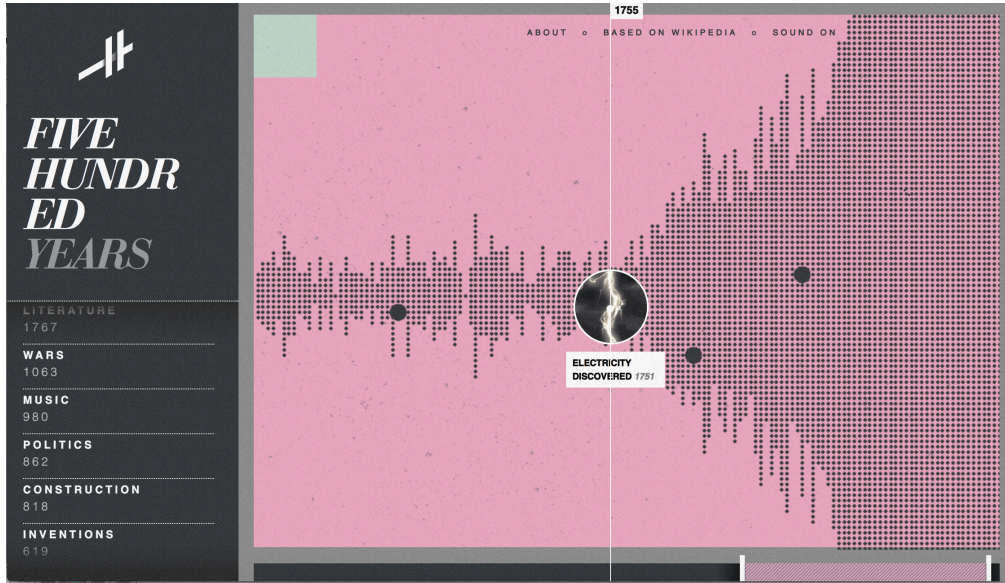 1755
ABOUT o BASED ON WIKIPEDIA o SOUND ON
FIVE
HUNDR
ED
YEARS
LITERATURE
1767
WARS
1063
MUSIC
980
POLITICS
862
CONSTRUCTION
818
INVENTIONS
619
ELECTRICITY
DISCOVERED 1751